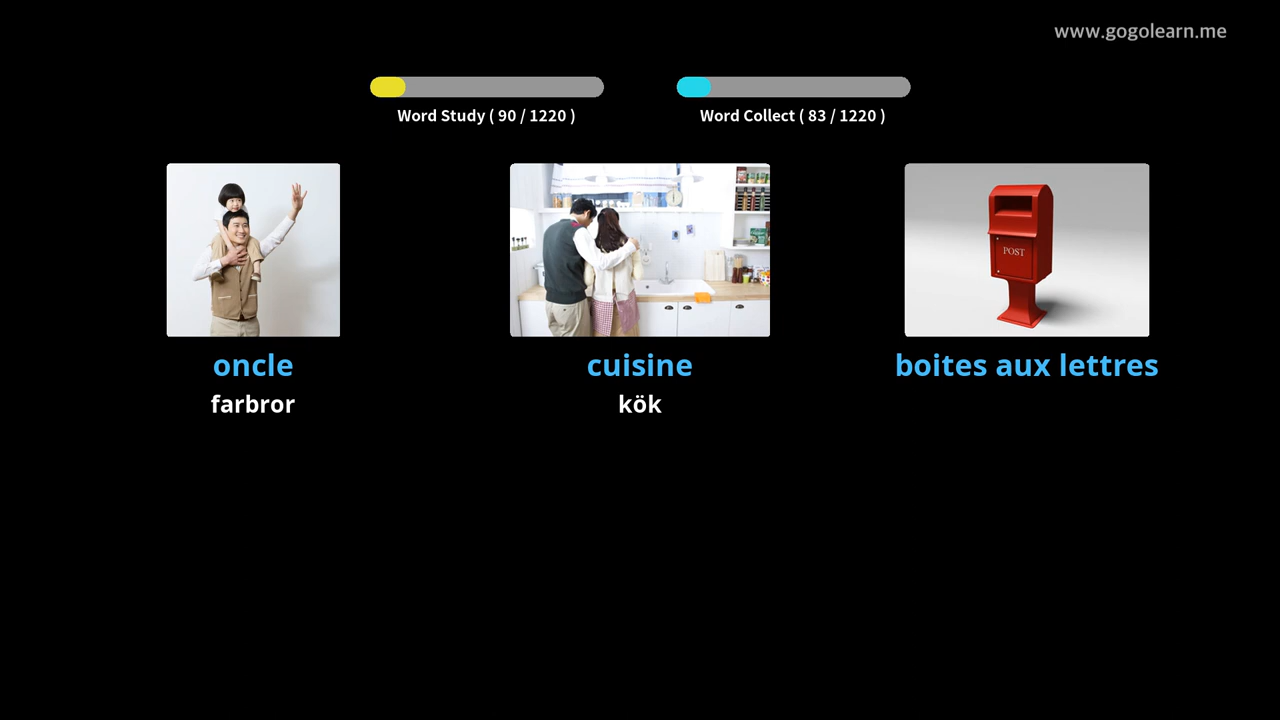 www.gogolearn.me
Word Study ( 90 / 1220 )
Word Collect ( 83 / 1220 )
POST
oncle
cuisine
boites aux lettres
farbror
kök